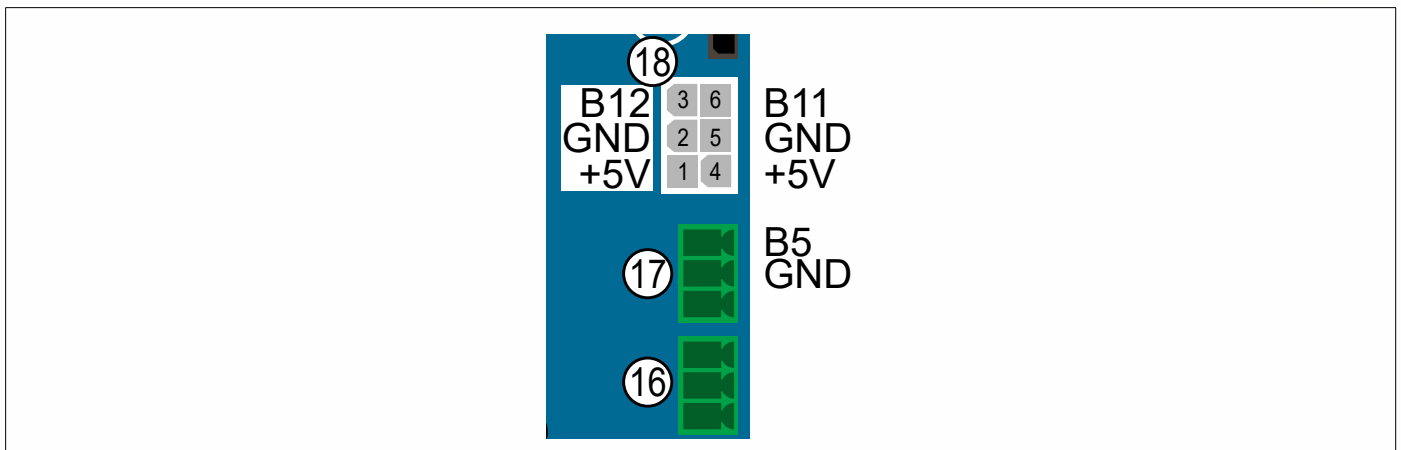 18
B12 3 6 B11
GND 2 5 GND
+5V 1 4 +5V
B5
17 GND
16